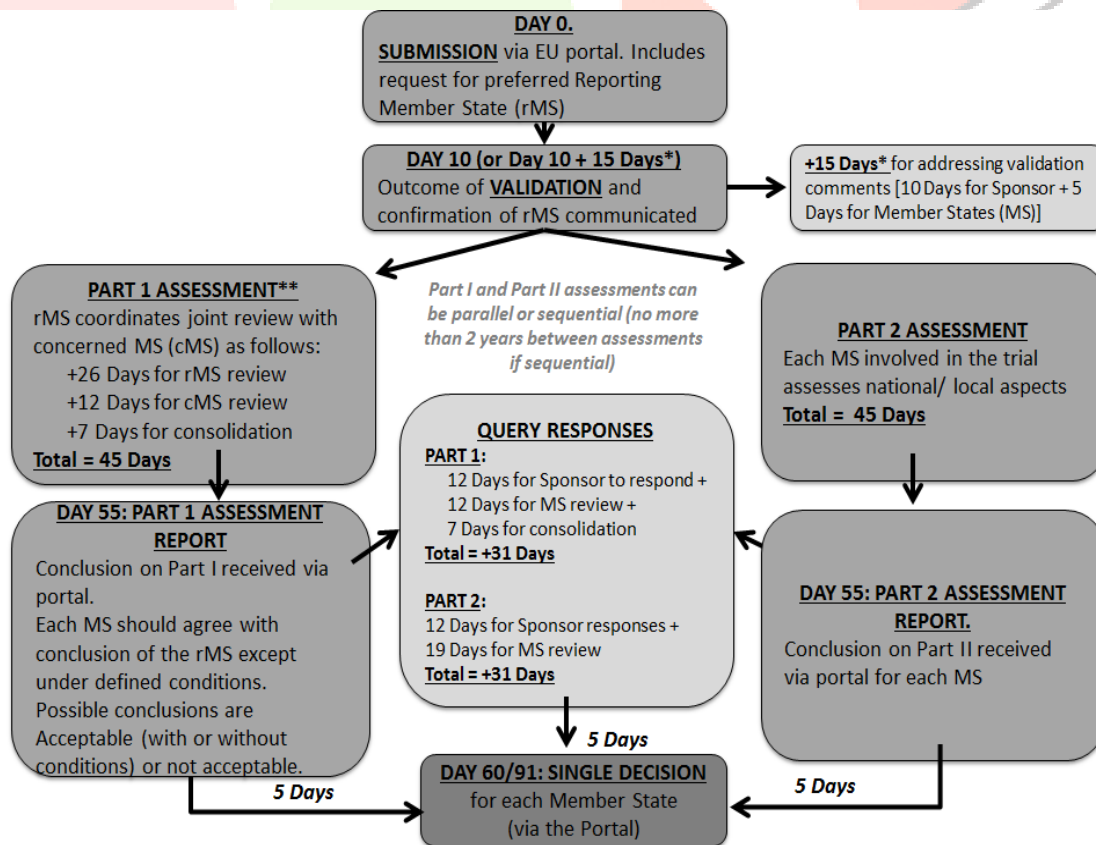 DAY 0.
SUBMISSION via EU portal. Includes
request for preferred Reporting
Member State (rMS)
DAY 10 (or Day 10 + 15 Days*)
Outcome of VALIDATION and
confirmation of rMS communicated
+15 Days* for addressing validation
comments [10 Days for Sponsor + 5
Days for Member States (MS)]
PART 1 ASSESSMENT**
rMS coordinates joint review with
concerned MS (cMS) as follows:
+26 Days for rMS review
+12 Days for cMS review
+7 Days for consolidation
Total = 45 Days
Part I and Part II assessments can
be parallel or sequential (no more
than 2 years between assessments
if sequential)
PART 2 ASSESSMENT
Each MS involved in the trial
assesses national/ local aspects
Total = 45 Days
QUERY RESPONSES
PART 1:
12 Days for Sponsor to respond +
12 Days for MS review +
7 Days for consolidation
Total = +31 Days
PART 2:
12 Days for Sponsor responses +
19 Days for MS review
Total = +31 Days
DAY 55: PART 1 ASSESSMENT
REPORT
Conclusion on Part I received via
portal.
Each MS should agree with
conclusion of the rMS except
under defined conditions.
Possible conclusions are
Acceptable (with or without
conditions) or not acceptable.
DAY 55: PART 2 ASSESSMENT
REPORT.
Conclusion on Part II received
via portal for each MS
5 Days
5 Days
5 Days
DAY 60/91: SINGLE DECISION
for each Member State
(via the Portal)